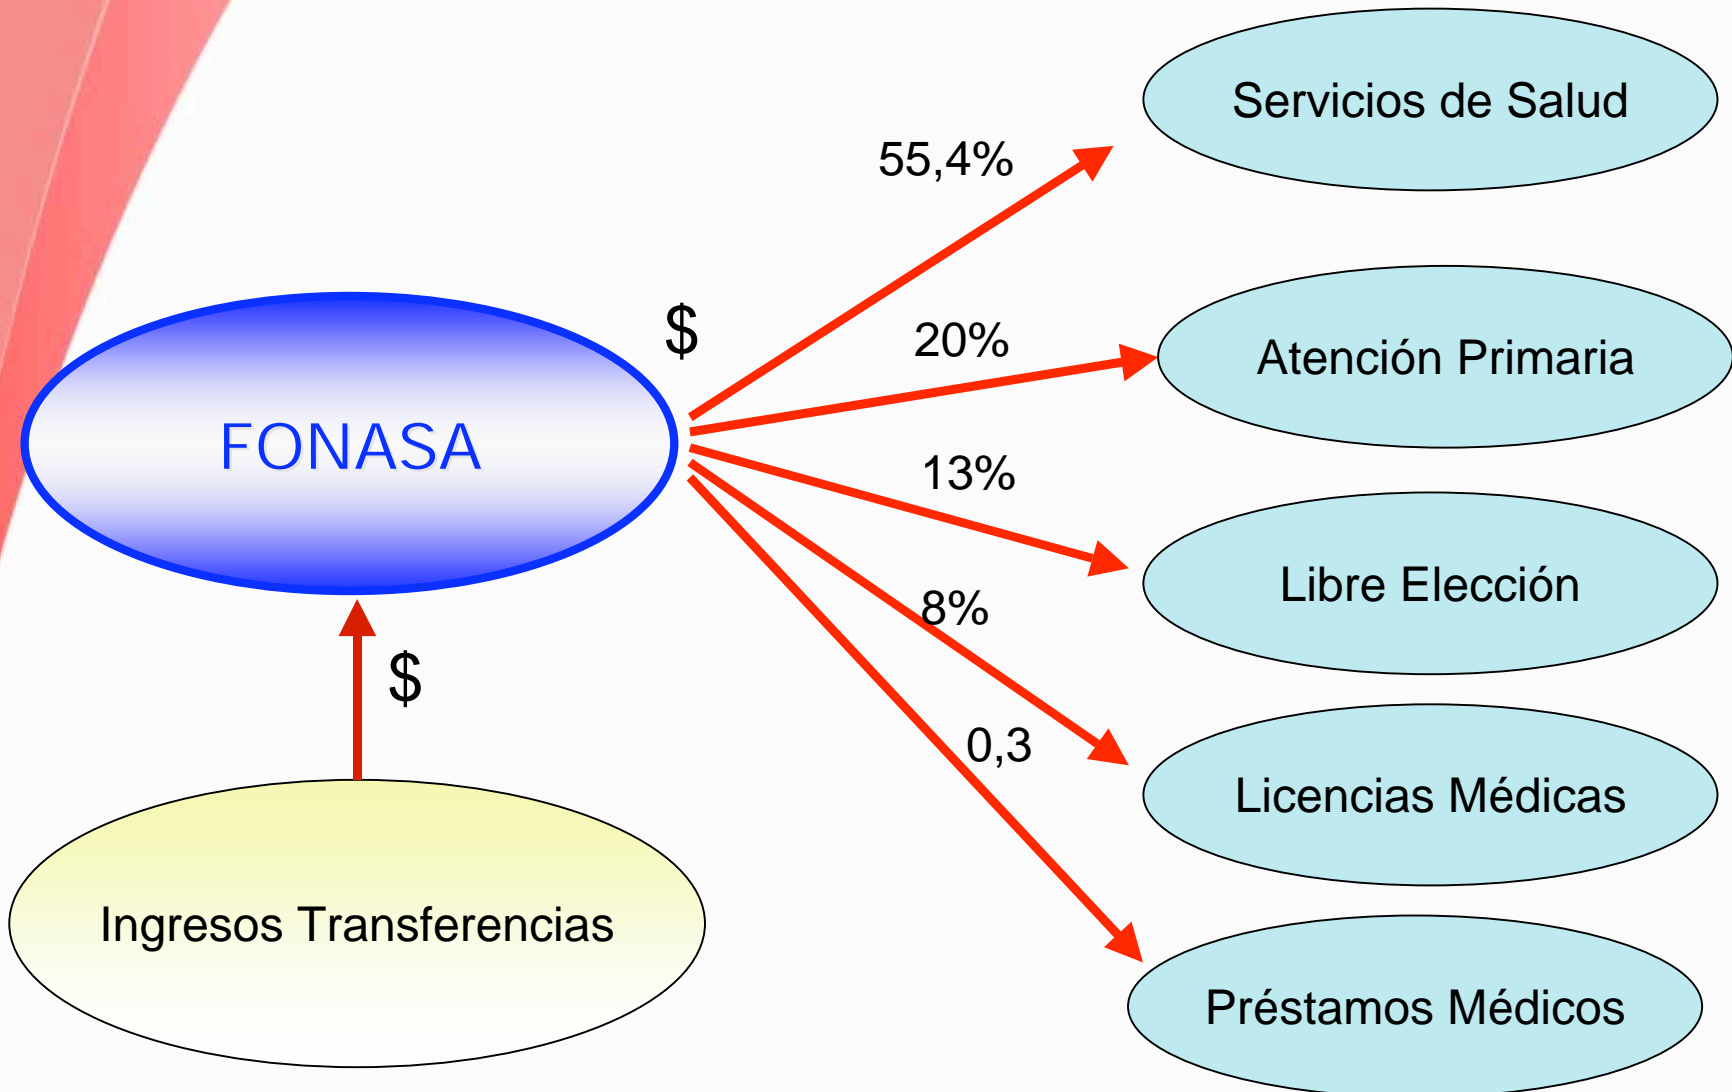 Servicios de Salud
55,4%
$
20%
Atención Primaria
FONASA
13%
Libre Elección
8%
$
0,3
Licencias Médicas
Ingresos Transferencias
Préstamos Médicos